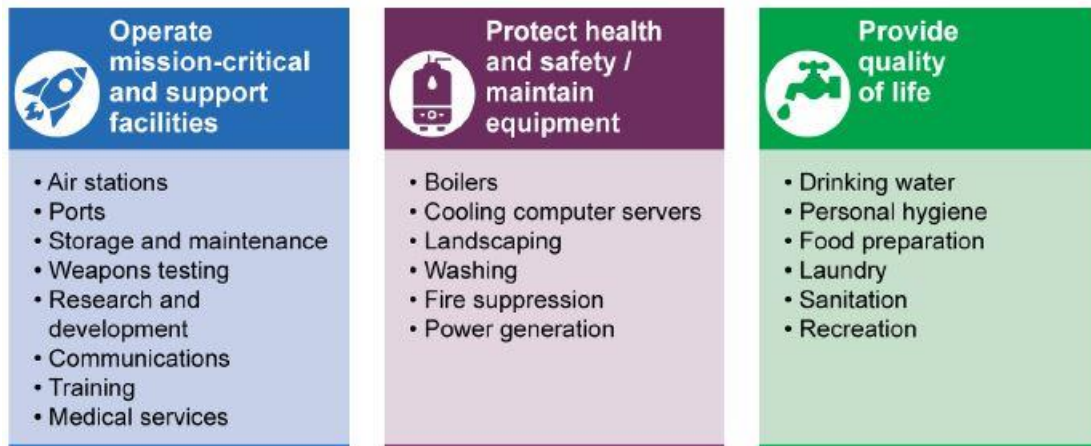 Operate
mission-critical
and support
facilities
• Air stations
• Ports
• Storage and maintenance
• Weapons testing
• Research and
development
• Communications
• Training
• Medical services
Protect health
and safety /
maintain
equipment
• Boilers
• Cooling computer servers
• Landscaping
• Washing
• Fire suppression
• Power generation
Provide
quality
of life
• Drinking water
• Personal hygiene
• Food preparation
• Laundry
• Sanitation
• Recreation